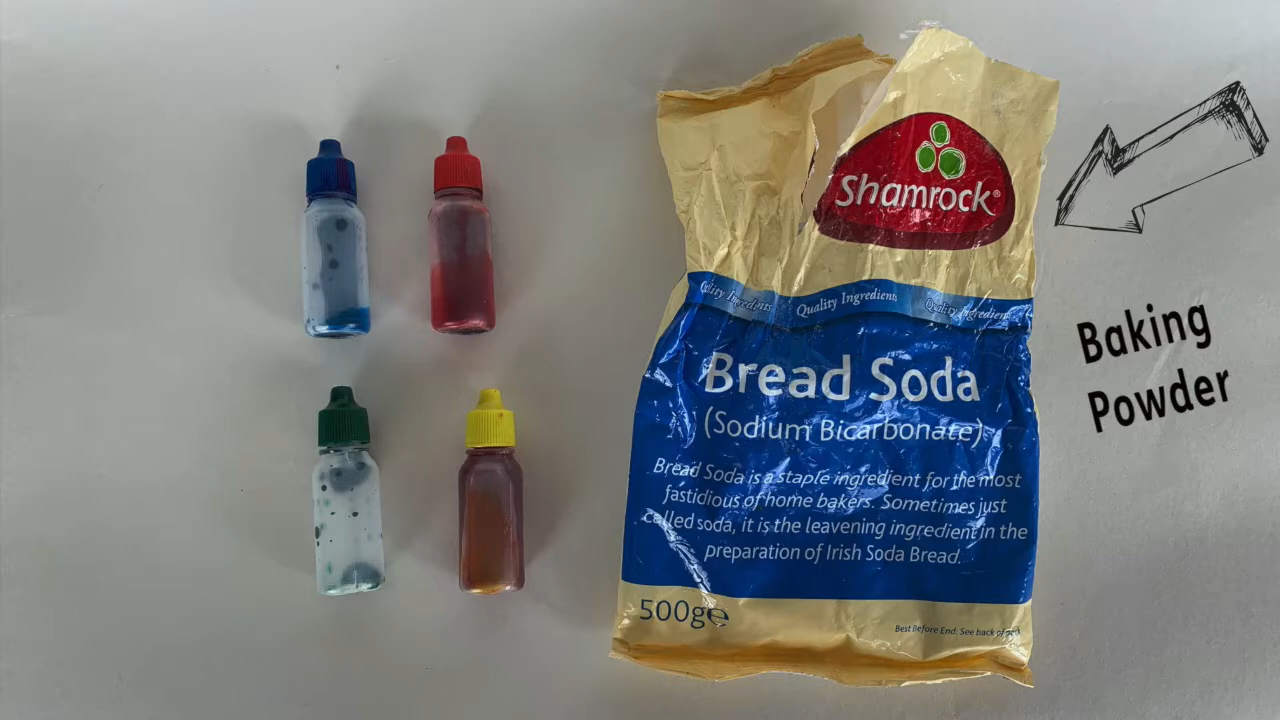 Shamrock®
Quality Ingredients Quality Ingredients Quality Ingredients
Bread Soda
(Sodium Bicarbonate)
Bread Soda is a staple ingredient for the most
fastidious of home bakers. Sometimes just
called soda, it is the leavening ingredient in the
preparation of Irish Soda Bread.
500g℮
Best Before End: See back of pack
Baking
Powder